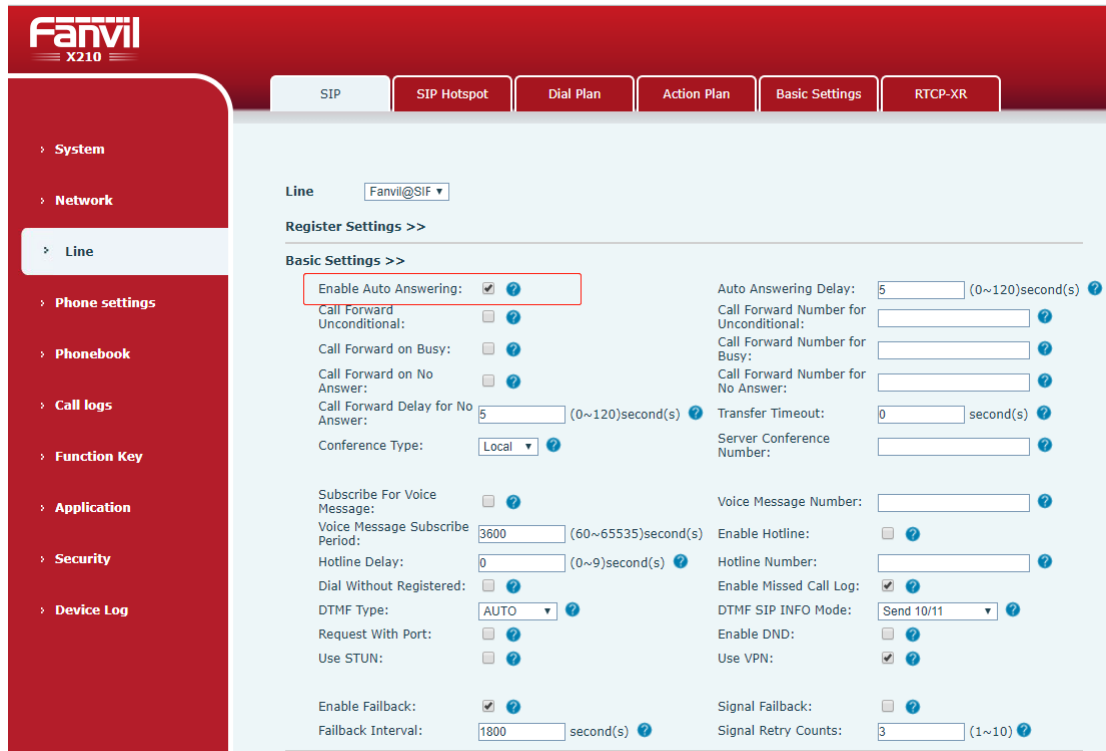 Fanvil
X210
SIP
SIP Hotspot
Dial Plan
Action Plan
Basic Settings
RTCP-XR
System
Network
Line
Phone settings
Phonebook
Call logs
Function Key
Application
Security
Device Log
Line Fanvil@SIF
Register Settings >>
Basic Settings >>
Enable Auto Answering: Auto Answering Delay: 5 (0~120)second(s)
Call Forward
Unconditional:
Call Forward Number for
Unconditional:
Call Forward on Busy:
Call Forward Number for
Busy:
Call Forward on No
Answer:
Call Forward Number for
No Answer:
Call Forward Delay for No
Answer:
5 (0~120)second(s) Transfer Timeout: 0 second(s)
Conference Type: Local
Server Conference
Number:
Subscribe For Voice
Message:
Voice Message Number:
Voice Message Subscribe
Period:
3600 (60~65535)second(s) Enable Hotline:
Hotline Delay: 0 (0~9)second(s) Hotline Number:
Dial Without Registered: Enable Missed Call Log:
DTMF Type: AUTO DTMF SIP INFO Mode: Send 10/11
Request With Port: Enable DND:
Use STUN: Use VPN:
Enable Failback: Signal Failback:
Failback Interval: 1800 second(s) Signal Retry Counts: 3 (1~10)